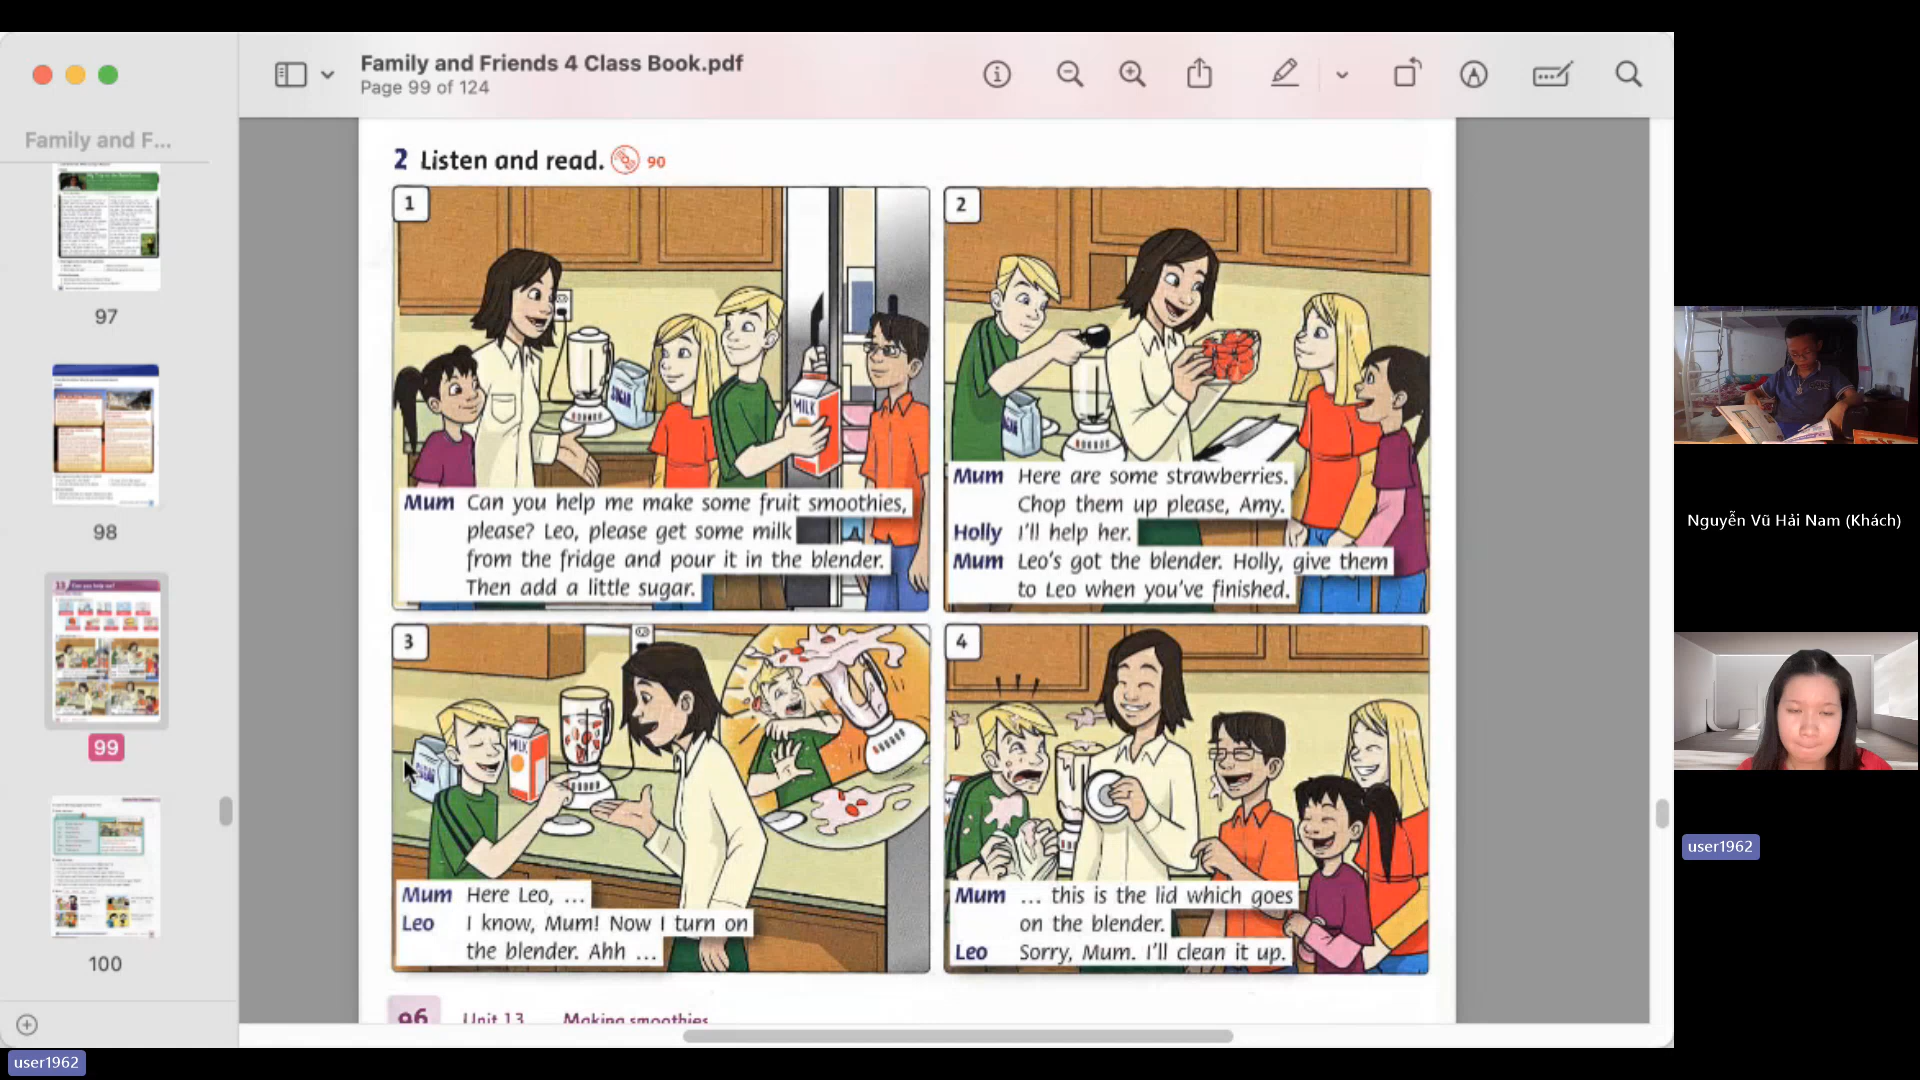 Family and Friends 4 Class Book.pdf
Page 99 of 124
Family and F...
97
98
99
100
2 Listen and read. 90
1
SUGAR
MILK
Mum Can you help me make some fruit smoothies,
please? Leo, please get some milk
from the fridge and pour it in the blender.
Then add a little sugar.
2
Mum Here are some strawberries.
Chop them up please, Amy.
Holly I'll help her.
Mum Leo's got the blender. Holly, give them
to Leo when you've finished.
3
MILK
SUGAR
Mum Here Leo, ...
Leo I know, Mum! Now I turn on
the blender. Ahh ...
4
Mum ... this is the lid which goes
on the blender.
Leo Sorry, Mum. I'll clean it up.
96 Unit 13 Making smoothies
Nguyễn Vũ Hải Nam (Khách)
user1962
user1962